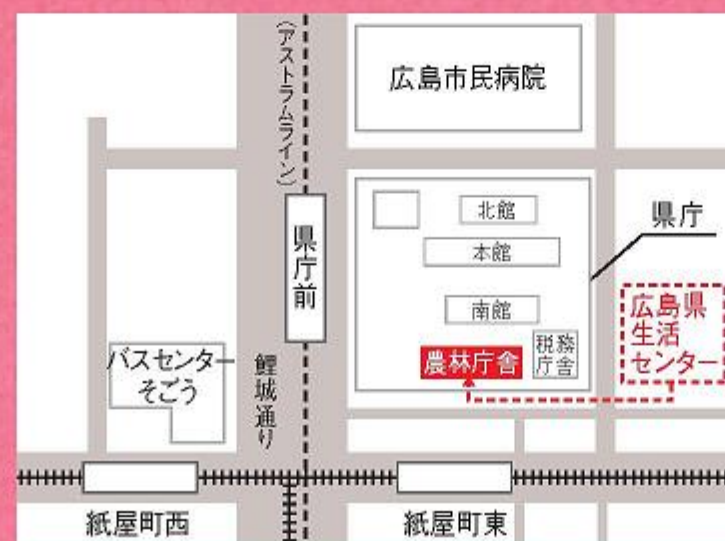 (アストラムライン)
広島市民病院
北館
本館
県庁
県庁前
南館
広島県
生活
センター
税務
庁舎
農林庁舎
バスセンター
そごう
鯉城通り
紙屋町西
紙屋町東